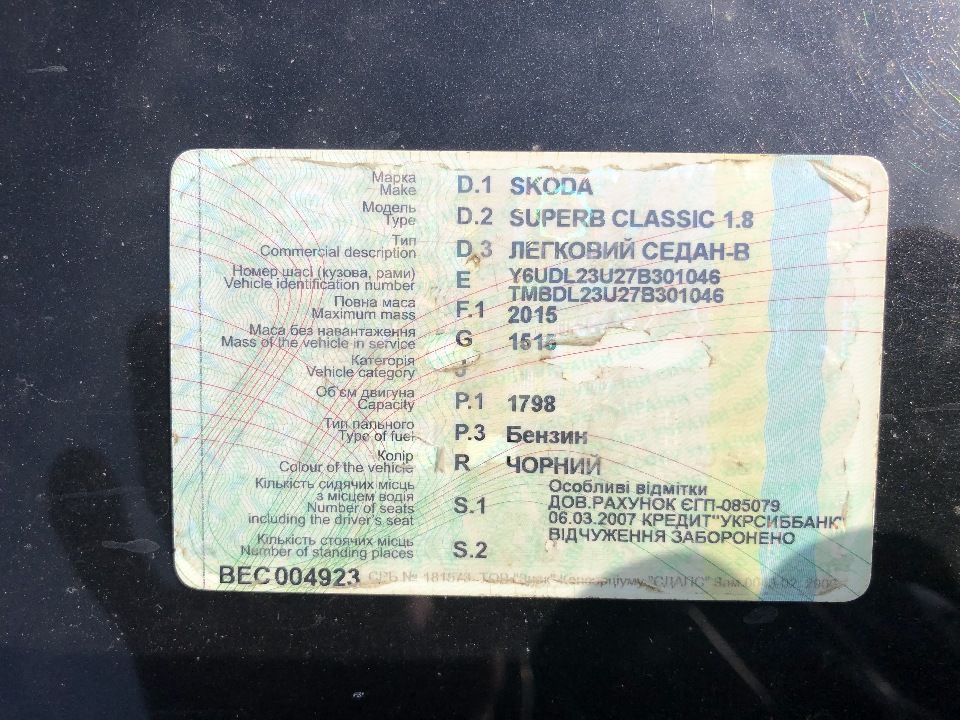 Марка
Make D.1 SKODA
Модель
Type D.2 SUPERB CLASSIC 1.8
Тип
Commercial description D.3 ЛЕГКОВИЙ СЕДАН-В
Номер шасі (кузова, рами)
Vehicle identification number E Y6UDL23U27B301046
TMBDL23U27B301046
Повна маса
Maximum mass F.1 2015
Маса без навантаження
Mass of the vehicle in service G 1515
Категорія
Vehicle category J
Об'єм двигуна
Capacity P.1 1798
Тип пального
Type of fuel P.3 Бензин
Колір
Colour of the vehicle R ЧОРНИЙ
Кількість сидячих місць
з місцем водія
Number of seats
including the driver's seat S.1
Особливі відмітки
ДОВ.РАХУНОК ЄГП-085079
06.03.2007 КРЕДИТ"УКРСИББАНК"
ВІДЧУЖЕННЯ ЗАБОРОНЕНО
Кількість стоячих місць
Number of standing places S.2
ВЕС 004923